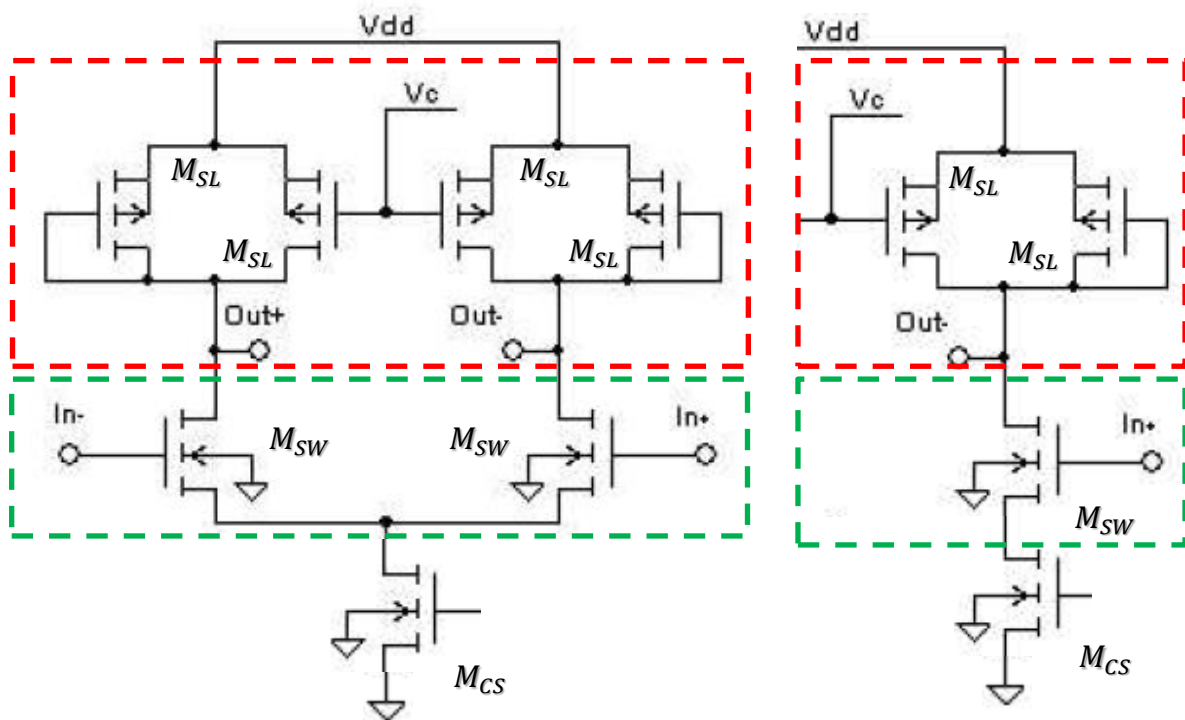 Vdd
Vdd
Vc
Vc
M_SL
M_SL
M_SL
M_SL
M_SL
M_SL
Out+
Out-
Out-
In-
In+
In+
M_SW
M_SW
M_SW
M_CS
M_CS